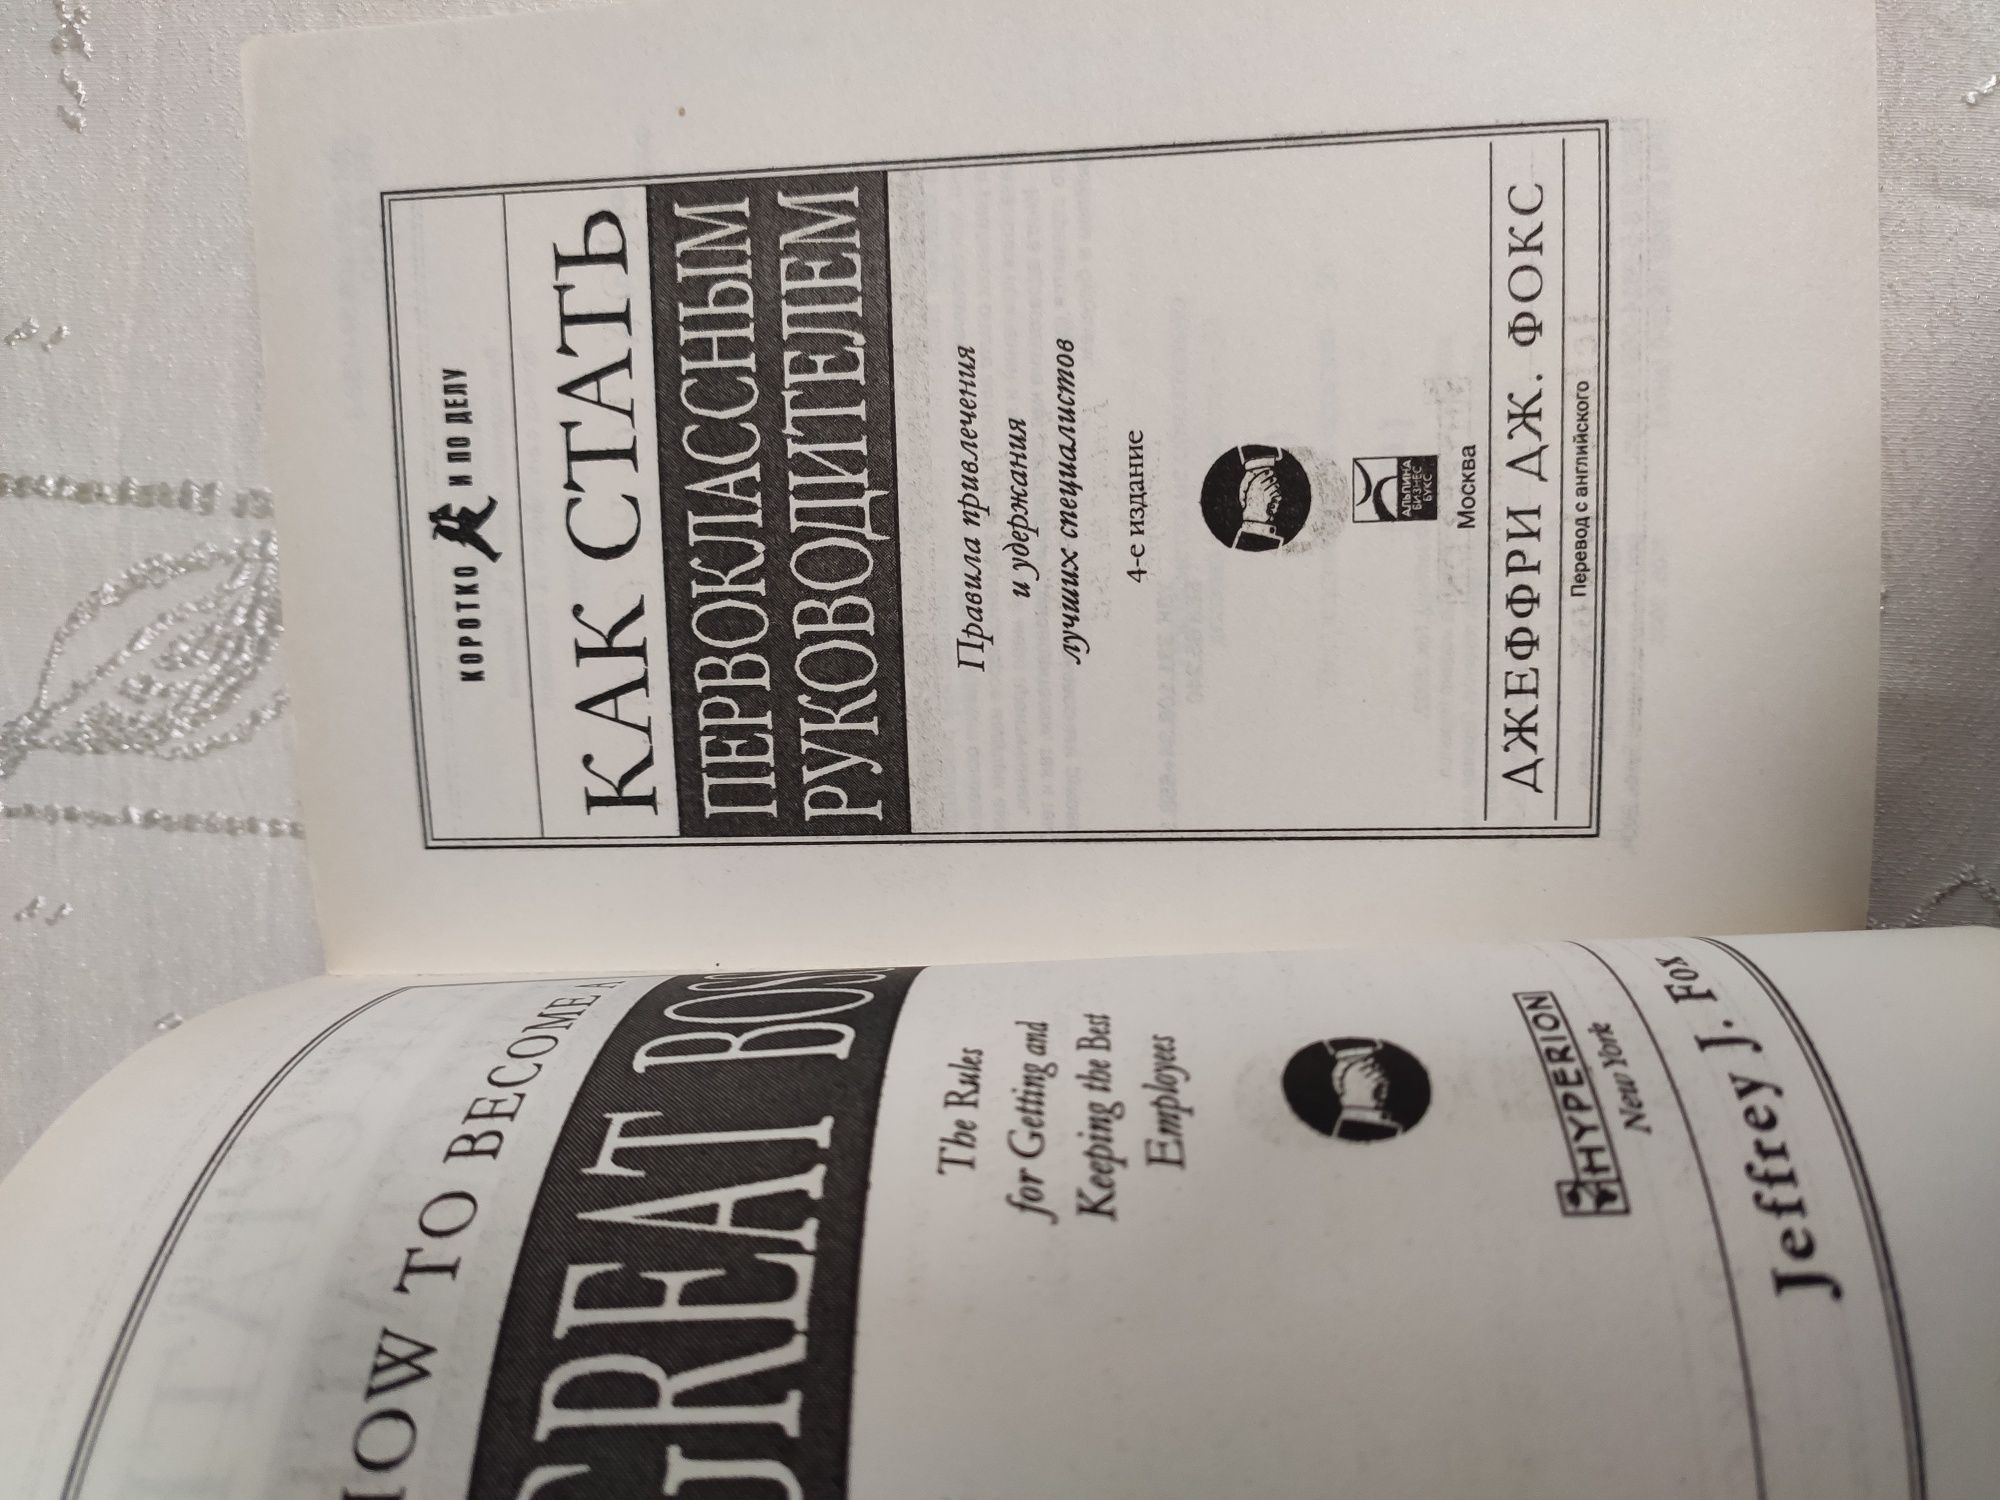 HOW TO BECOME A
GREAT BOSS
The Rules
for Getting and
Keeping the Best
Employees
HYPERION
New York
Jeffrey J. Fox
КОРОТКО И ПО ДЕЛУ
КАК СТАТЬ
ПЕРВОКЛАССНЫМ
РУКОВОДИТЕЛЕМ
Правила привлечения
и удержания
лучших специалистов
4-е издание
АЛЬПИНА
БИЗНЕС
БУКС
Москва
ДЖЕФФРИ ДЖ. ФОКС
Перевод с английского